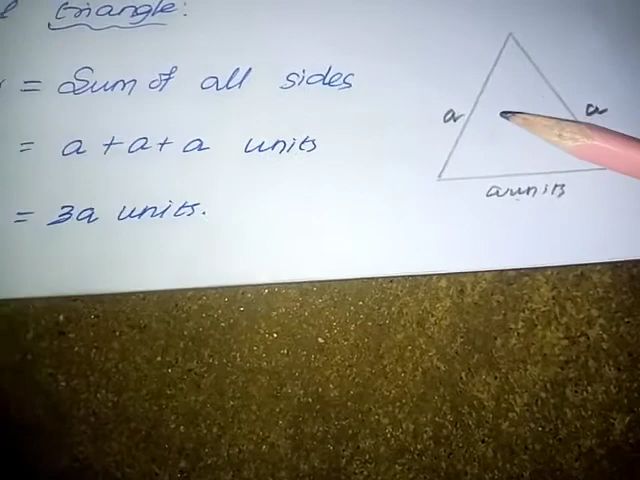 triangle:
= Sum of all sides
= a + a + a units
= 3a units.
a
a
a units